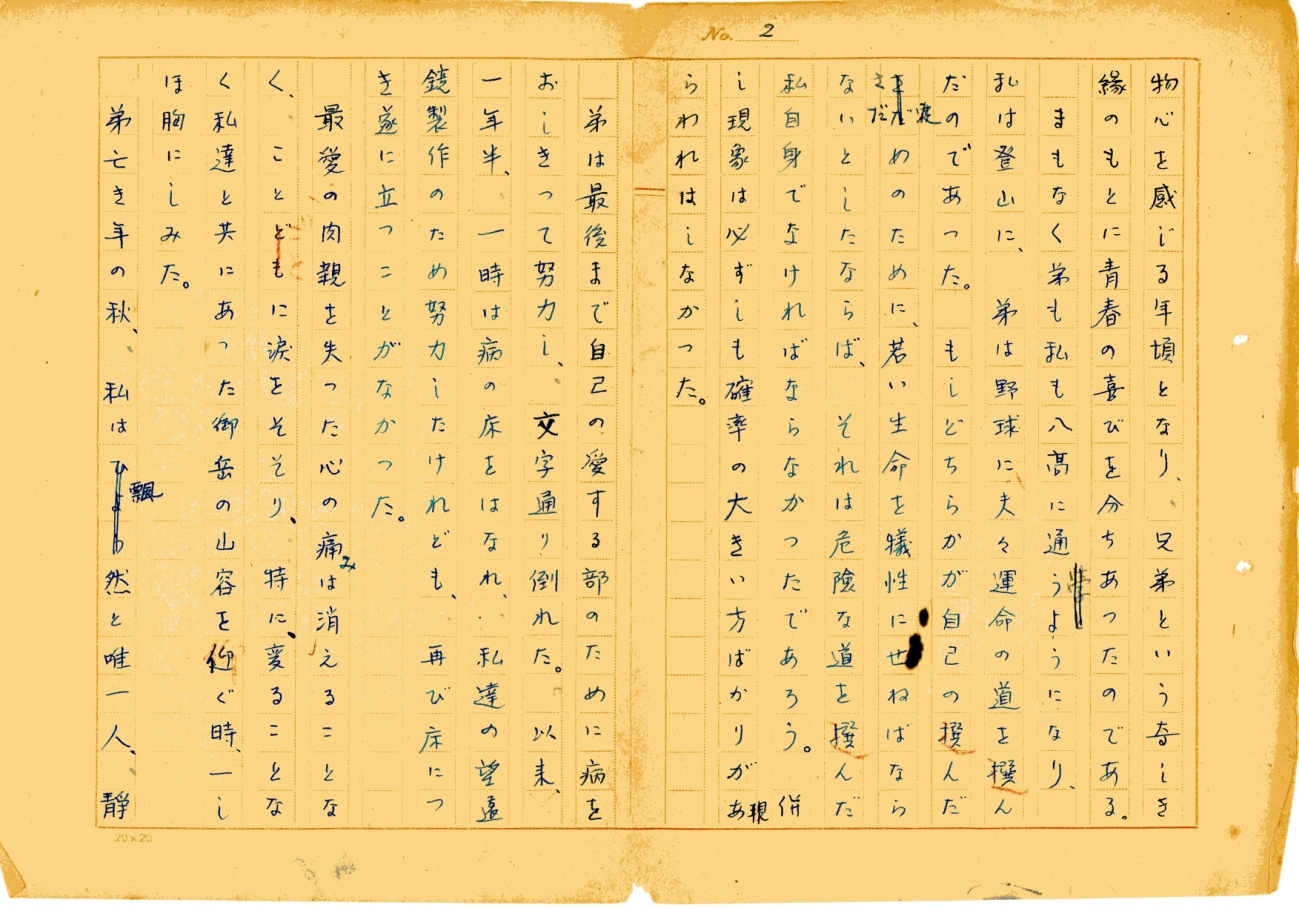 No. 2
物心を感じる年頃となり、兄弟という奇しき
緣のもとに青春の喜びを分ちあつたのである。
まもなく弟も私も八高に通うようになり、
私は登山に、弟は野球に夫々運命の道を撰ん
だのであつた。もしどちらかが自己の撰んだ
さだめのために、若い生命を犠性にせねばなら
ないとしたならば、それは危険な道を撰んだ
私自身でなければならなかつたであろう。併
し現象は必ずしも確率の大きい方ばかりが現
らわれはしなかつた。
弟は最後まで自己の愛する部のために病を
おしきつて努力し、文字通り倒れた。以来、
一年半、一時は病の床をはなれ、私達の望遠
鏡製作のため努力したけれども、再び床につ
き遂に立つことがなかつた。
最愛の肉親を失つた心の痛みは消えることな
く、ことどもに涙をそそり、特に、変ることな
く私達と共にあつた御岳の山容を仰ぐ時、一し
ほ胸にしみた。
弟亡き年の秋、私は飄然と唯一人、靜
20×20